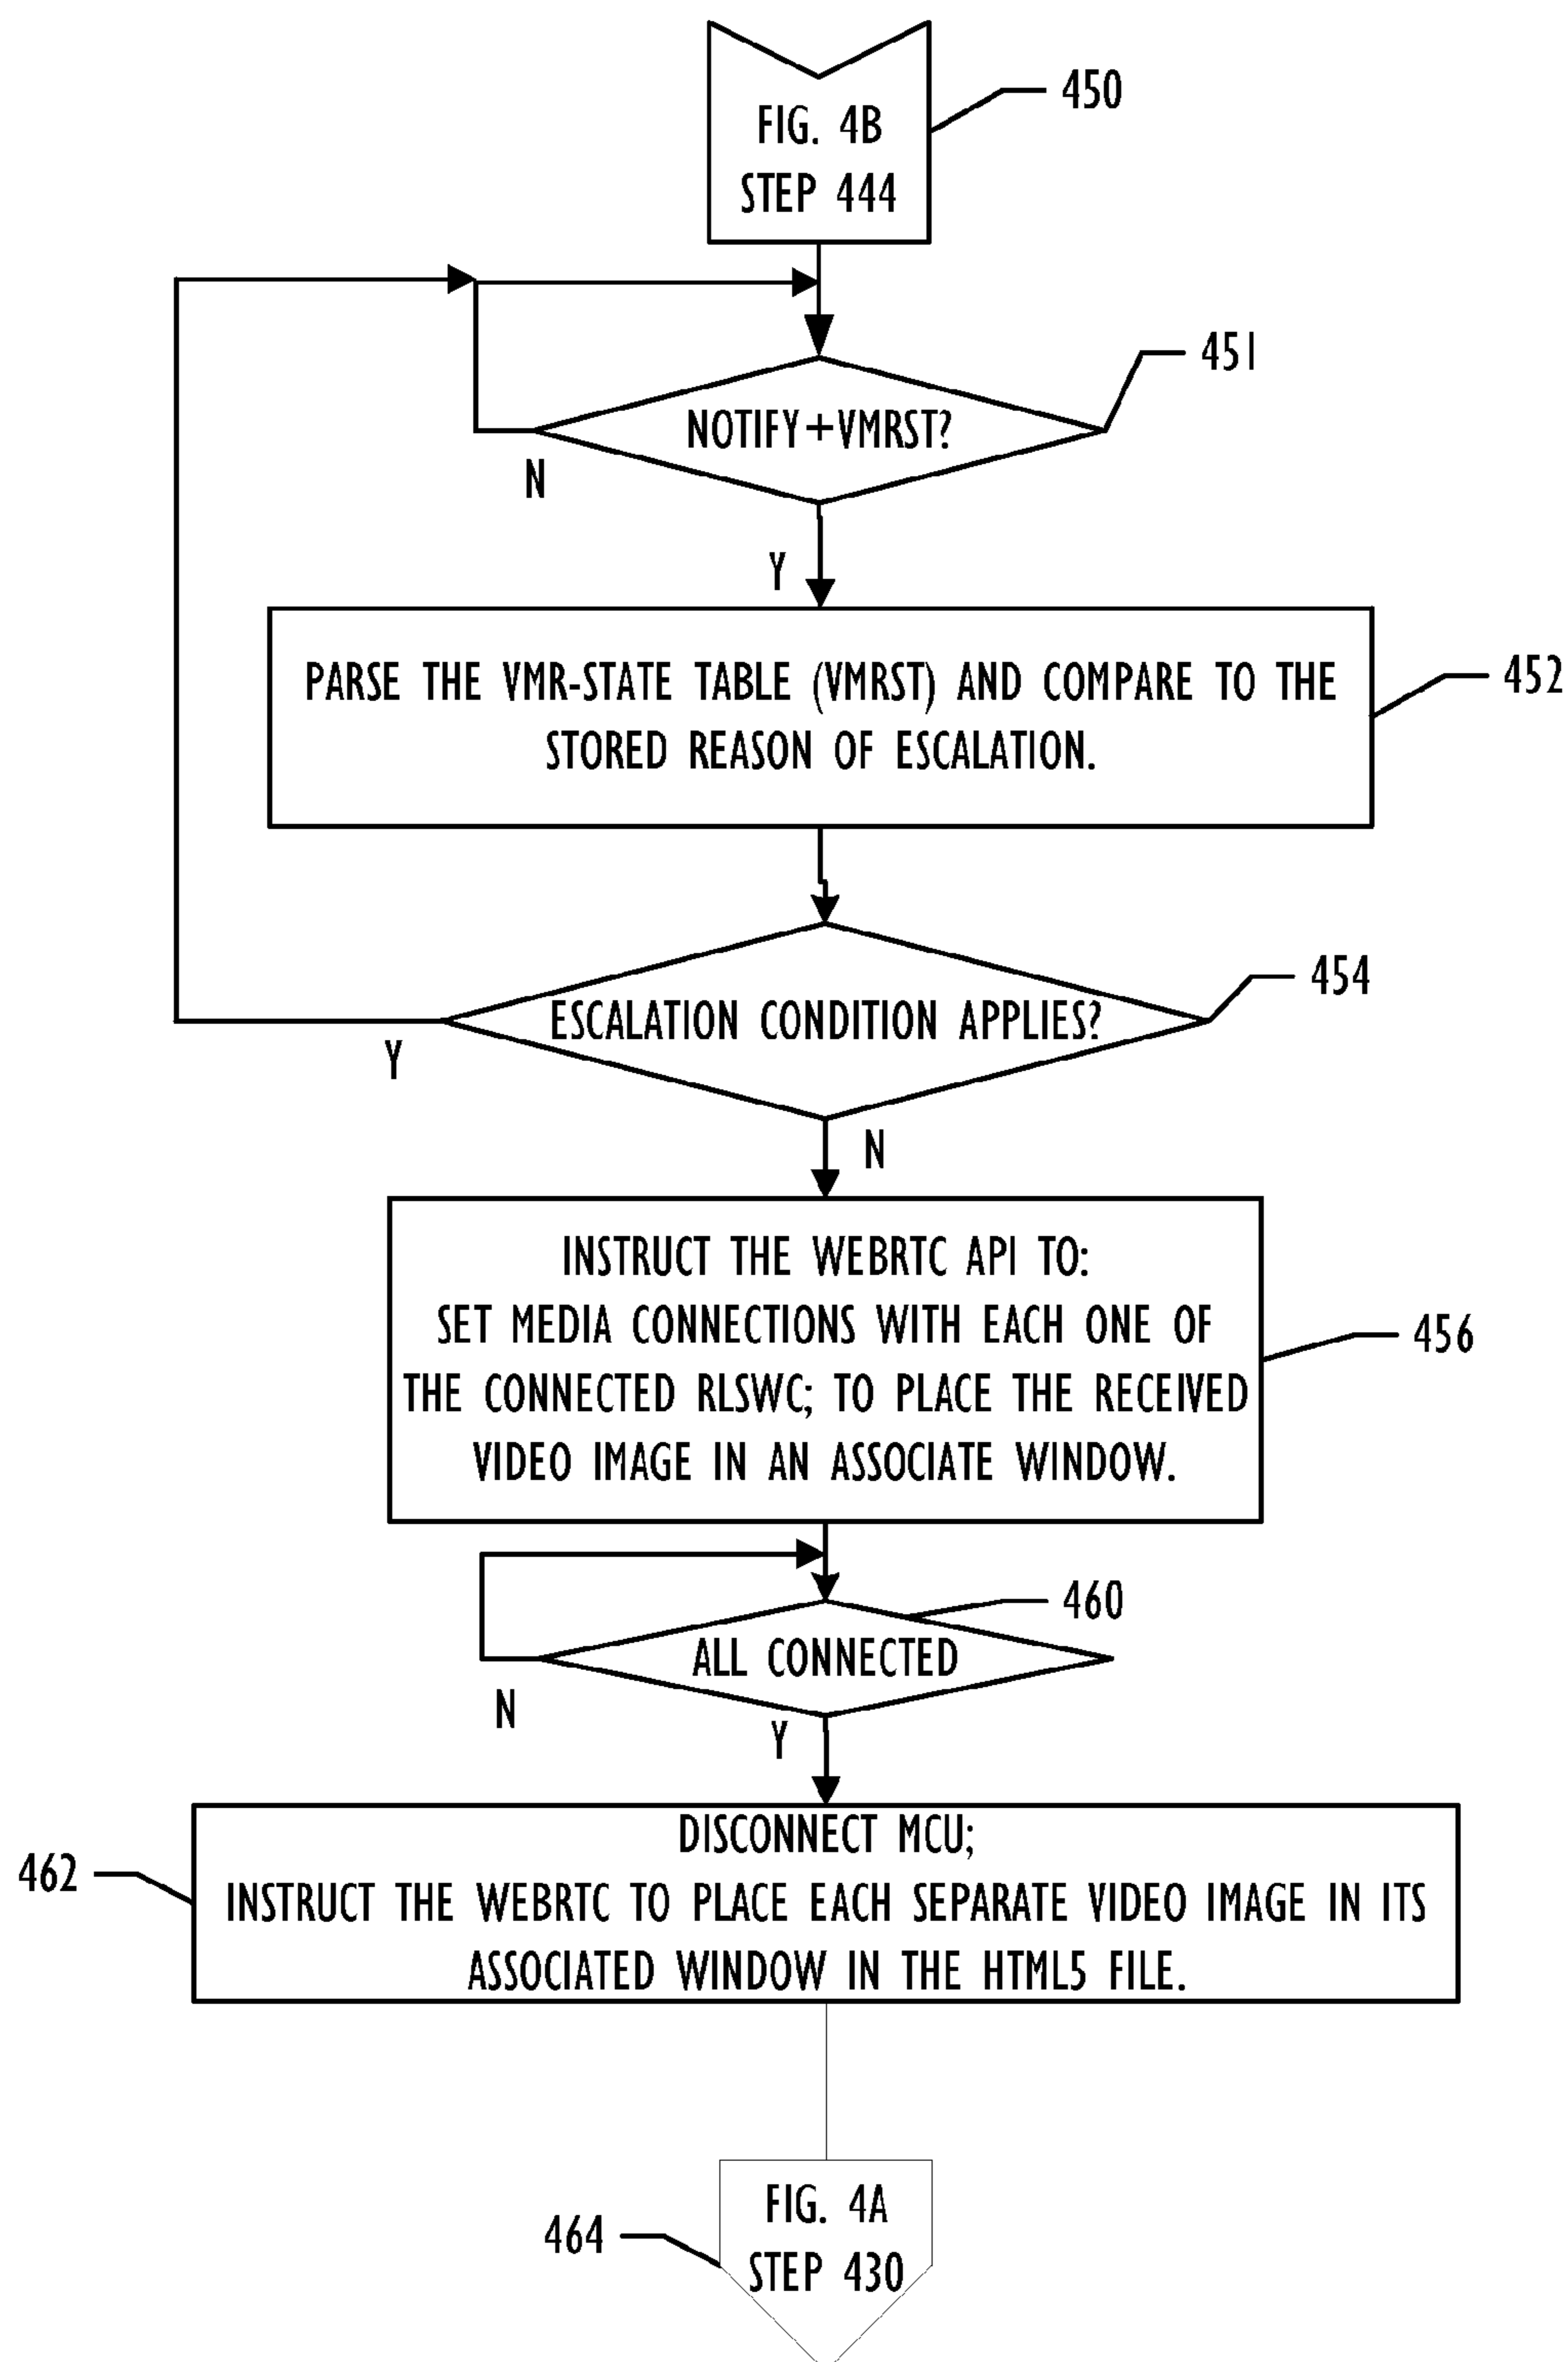 FIG. 4B
STEP 444
450
451
NOTIFY+VMRST?
N
Y
PARSE THE VMR-STATE TABLE (VMRST) AND COMPARE TO THE
STORED REASON OF ESCALATION.
452
454
ESCALATION CONDITION APPLIES?
Y
N
INSTRUCT THE WEBRTC API TO:
SET MEDIA CONNECTIONS WITH EACH ONE OF
THE CONNECTED RLSWC; TO PLACE THE RECEIVED
VIDEO IMAGE IN AN ASSOCIATE WINDOW.
456
460
ALL CONNECTED
N
Y
462
DISCONNECT MCU;
INSTRUCT THE WEBRTC TO PLACE EACH SEPARATE VIDEO IMAGE IN ITS
ASSOCIATED WINDOW IN THE HTML5 FILE.
FIG. 4A
STEP 430
464